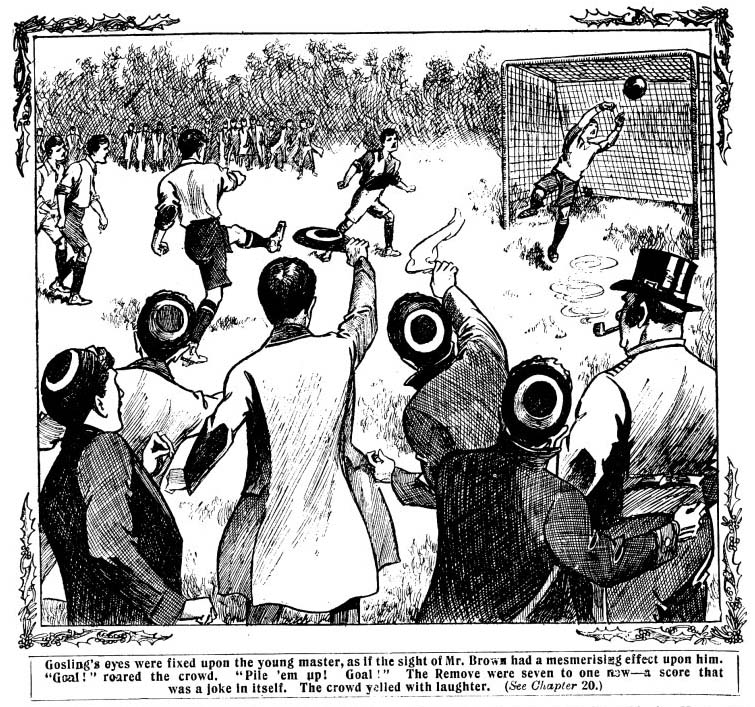 Gosling's eyes were fixed upon the young master, as if the sight of Mr. Brown had a mesmerising effect upon him.
"Goal!" roared the crowd. "Pile 'em up! Goal!" The Remove were seven to one now—a score that
was a joke in itself. The crowd yelled with laughter. (See Chapter 20.)